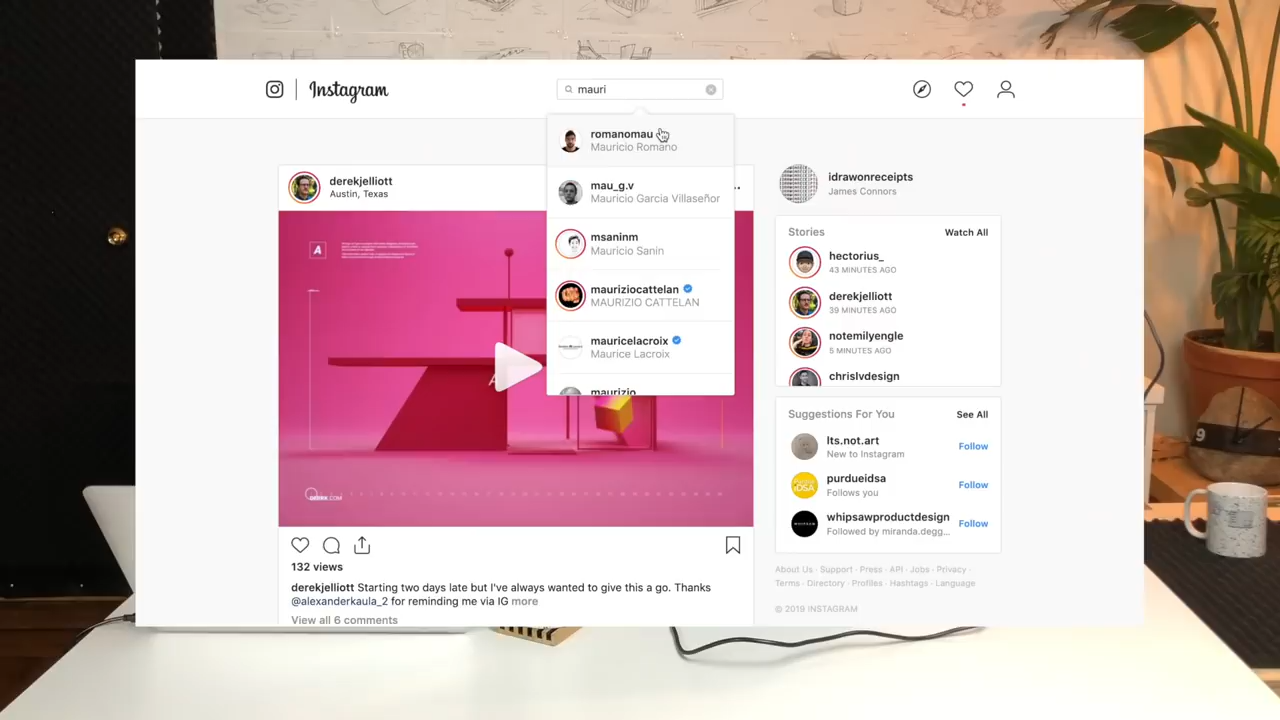 Instagram
mauri
romanomau
Mauricio Romano
mau_g.v
Mauricio Garcia Villaseñor
msaninm
Mauricio Sanin
mauriziocattelan
MAURIZIO CATTELAN
mauricelacroix
Maurice Lacroix
maurizio
derekjelliott
Austin, Texas
...
A
132 views
derekjelliott Starting two days late but I've always wanted to give this a go. Thanks
@alexanderkaula_2 for reminding me via IG more
View all 6 comments
idrawonreceipts
James Connors
Stories Watch All
hectorius_
43 MINUTES AGO
derekjelliott
39 MINUTES AGO
notemilyengle
5 MINUTES AGO
chrislvdesign
Suggestions For You See All
lts.not.art
New to Instagram
Follow
purdueidsa
Follows you
Follow
whipsawproductdesign
Followed by miranda.degg...
Follow
About Us · Support · Press · API · Jobs · Privacy ·
Terms · Directory · Profiles · Hashtags · Language
© 2019 INSTAGRAM
9